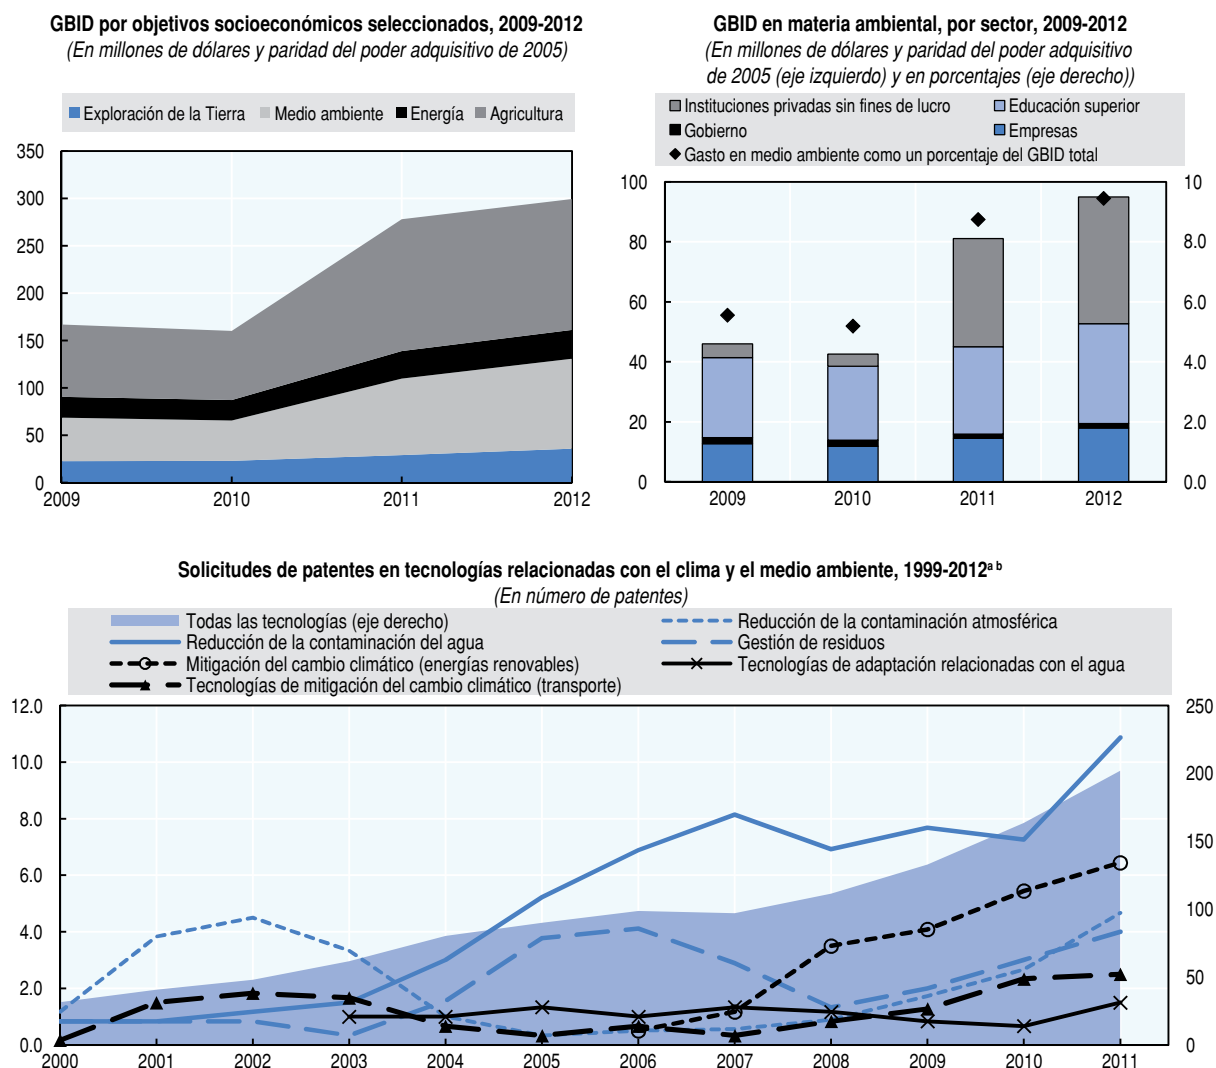 GBID por objetivos socioeconómicos seleccionados, 2009-2012
(En millones de dólares y paridad del poder adquisitivo de 2005)
Exploración de la Tierra Medio ambiente Energía Agricultura
350
300
250
200
150
100
50
0
2009 2010 2011 2012
GBID en materia ambiental, por sector, 2009-2012
(En millones de dólares y paridad del poder adquisitivo
de 2005 (eje izquierdo) y en porcentajes (eje derecho))
Instituciones privadas sin fines de lucro Educación superior
Gobierno Empresas
Gasto en medio ambiente como un porcentaje del GBID total
100 10
80 8.0
60 6.0
40 4.0
20 2.0
0 0.0
2009 2010 2011 2012
Solicitudes de patentes en tecnologías relacionadas con el clima y el medio ambiente, 1999-2012ᵃ ᵇ
(En número de patentes)
Todas las tecnologías (eje derecho) Reducción de la contaminación atmosférica
Reducción de la contaminación del agua Gestión de residuos
Mitigación del cambio climático (energías renovables) Tecnologías de adaptación relacionadas con el agua
Tecnologías de mitigación del cambio climático (transporte)
12.0
10.0
8.0
6.0
4.0
2.0
0.0
250
200
150
100
50
0
2000 2001 2002 2003 2004 2005 2006 2007 2008 2009 2010 2011